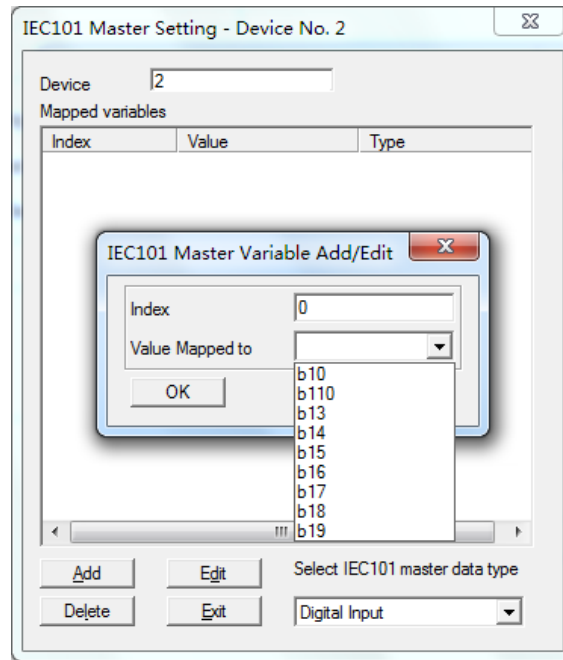 IEC101 Master Setting - Device No. 2
Device 2
Mapped variables
Index Value Type
IEC101 Master Variable Add/Edit
Index 0
Value Mapped to
OK
b10
b110
b13
b14
b15
b16
b17
b18
b19
Add Edit Select IEC101 master data type
Delete Exit Digital Input